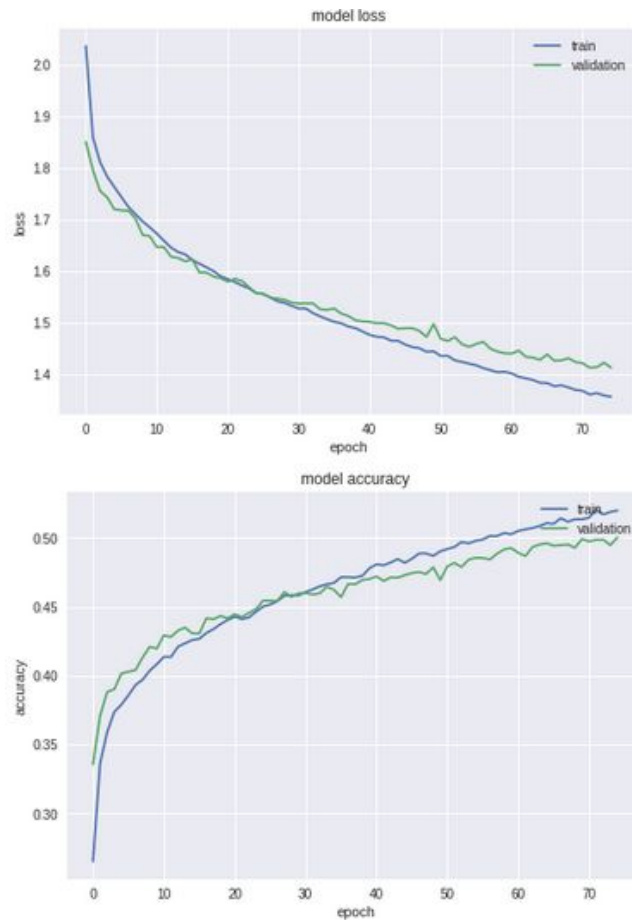 model loss
train
validation
2.0
1.9
1.8
1.7
1.6
1.5
1.4
loss
0 10 20 30 40 50 60 70
epoch
model accuracy
train
validation
0.50
0.45
0.40
0.35
0.30
accuracy
0 10 20 30 40 50 60 70
epoch